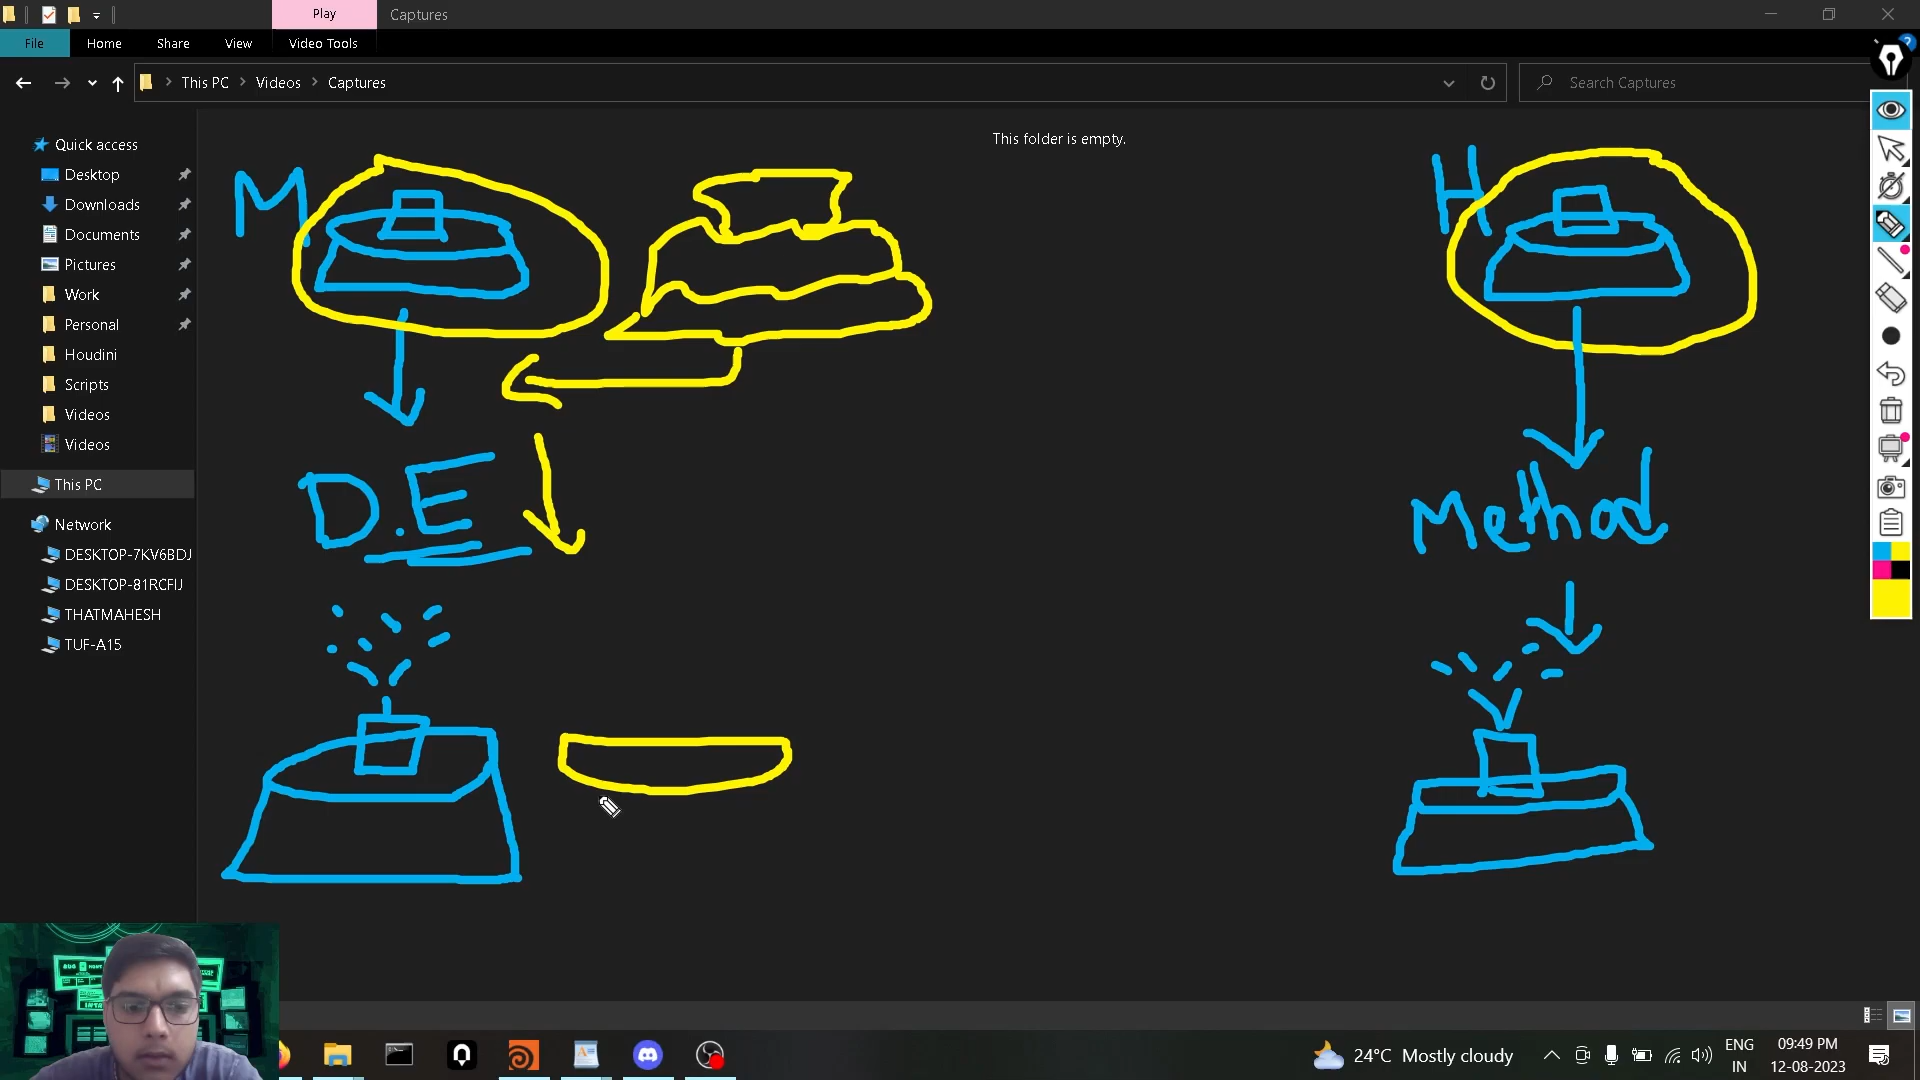 Play
Captures
File
Home
Share
View
Video Tools
This PC
Videos
Captures
Search Captures
?
This folder is empty.
Quick access
Desktop
Downloads
Documents
Pictures
Work
Personal
Houdini
Scripts
Videos
Videos
This PC
Network
DESKTOP-7KV6BDJ
DESKTOP-81RCFIJ
THATMAHESH
TUF-A15
M
H
D.E
Method
24°C Mostly cloudy
ENG
IN
09:49 PM
12-08-2023